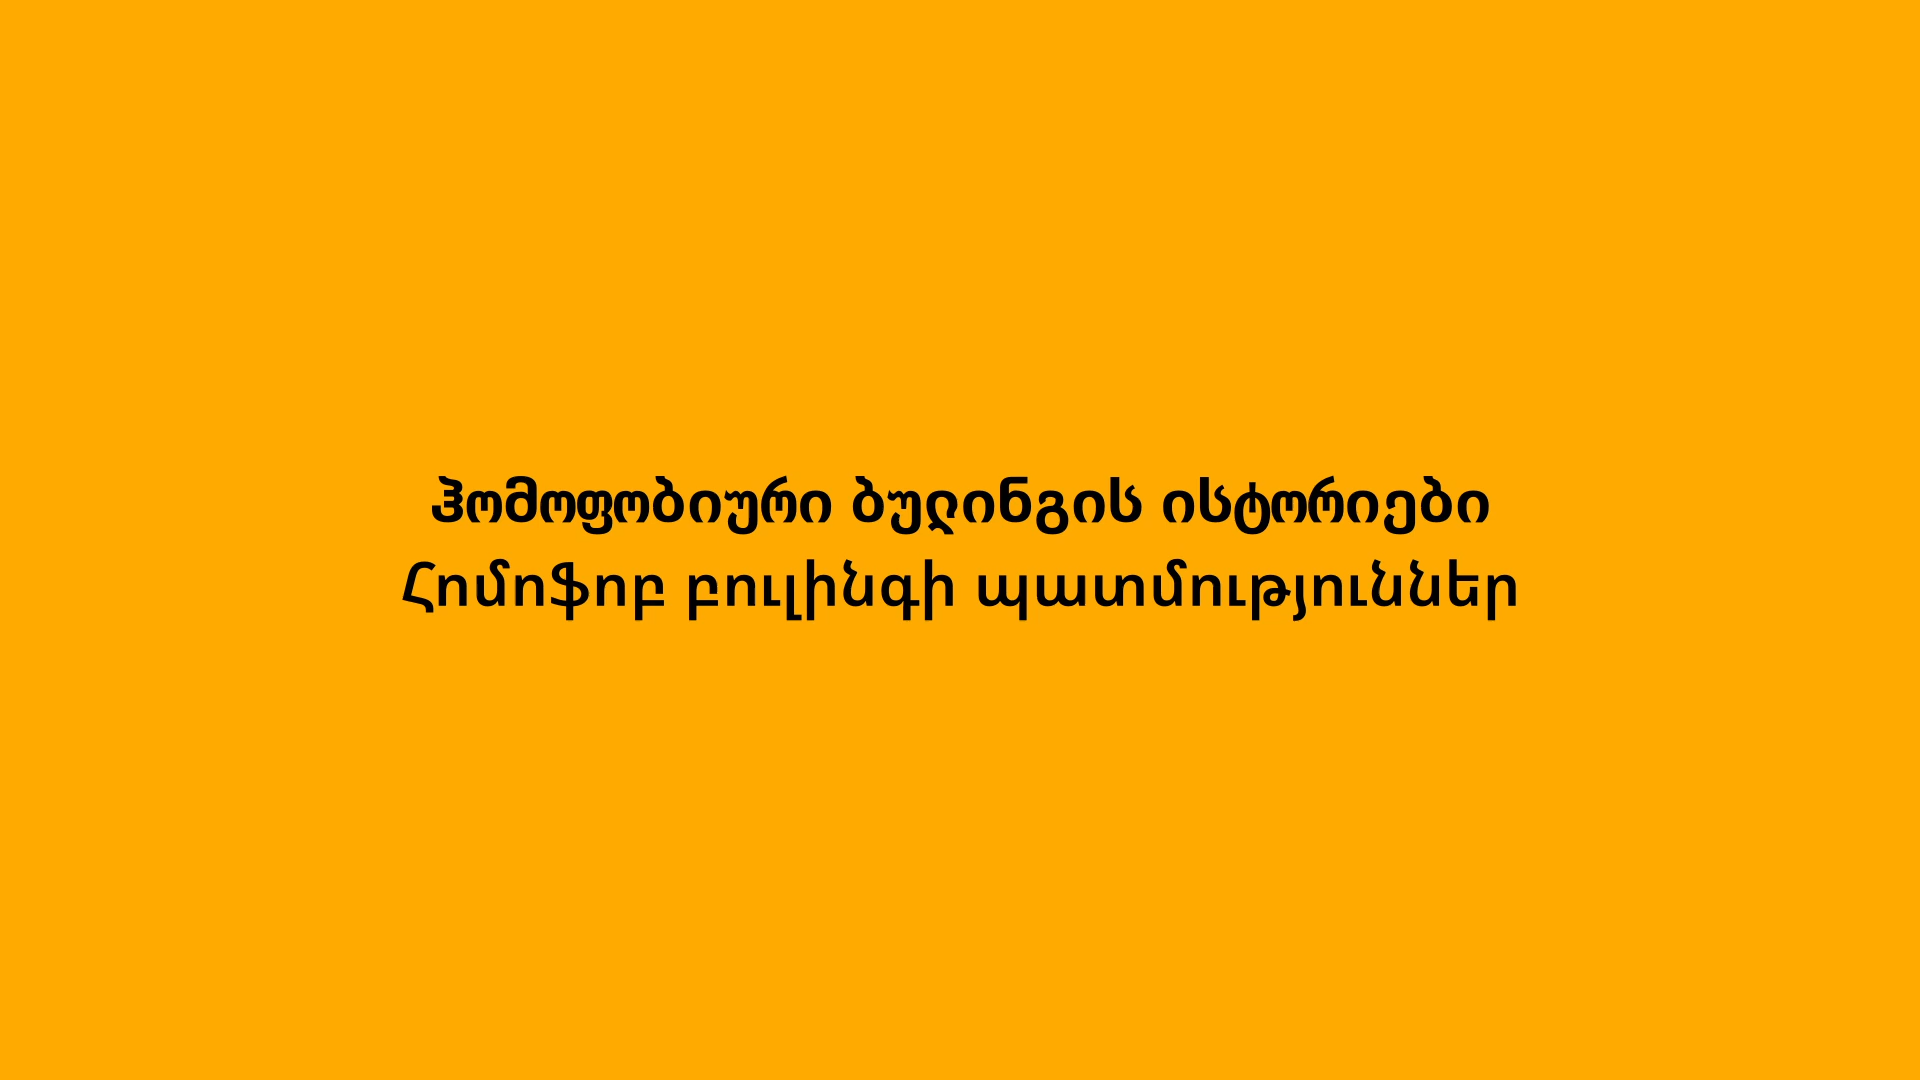 ჰომოფობიური ბულინგის ისტორიები
Հոմոֆոբ բուլինգի պատմություններ